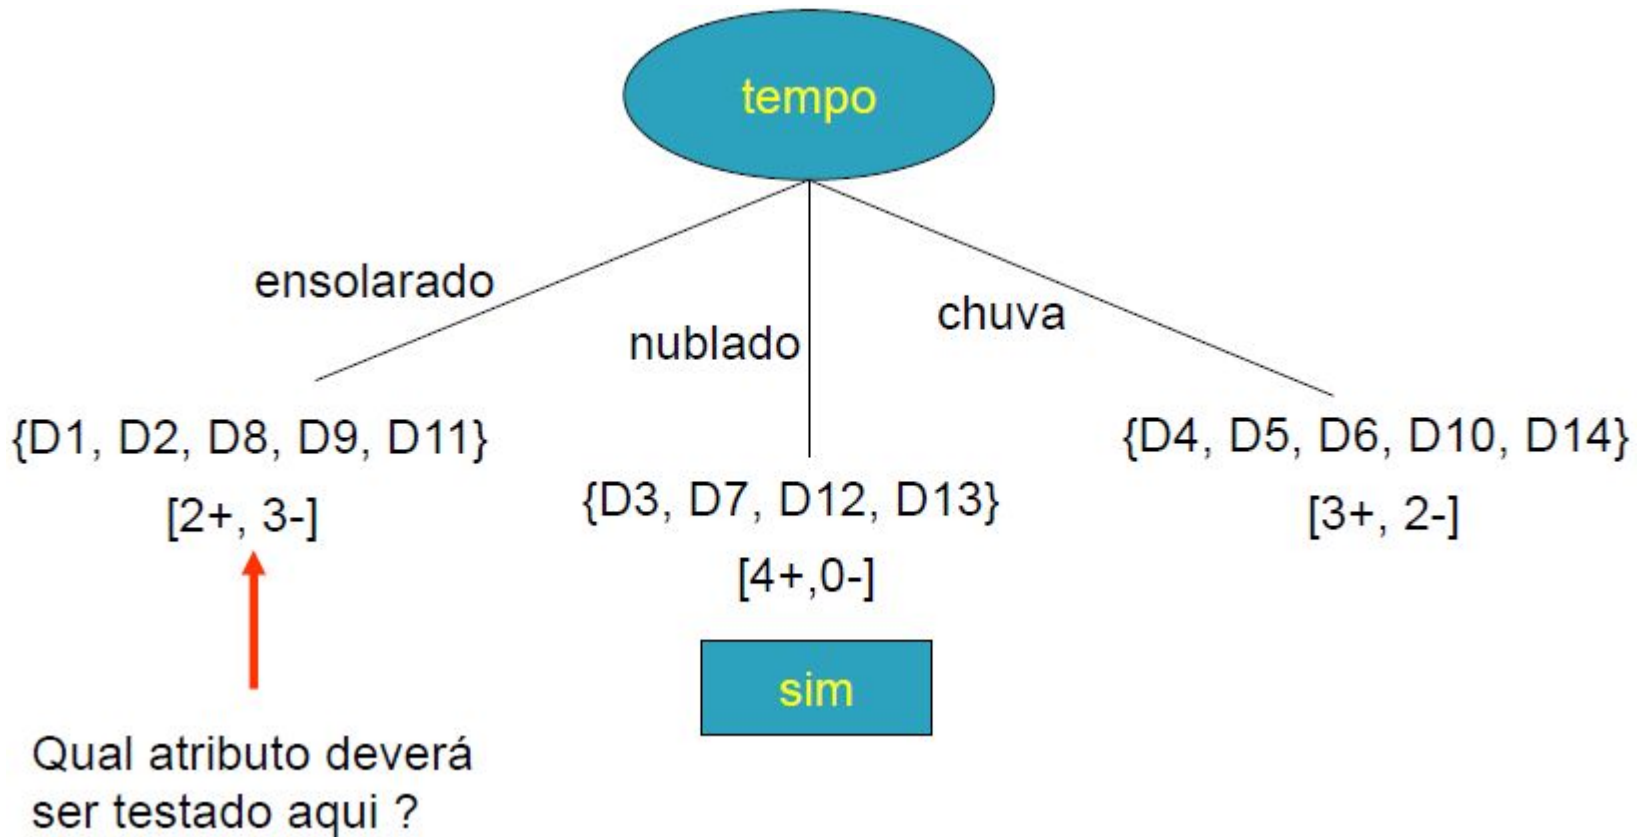 tempo
ensolarado
nublado
chuva
{D1, D2, D8, D9, D11}
[2+, 3-]
{D3, D7, D12, D13}
[4+,0-]
sim
{D4, D5, D6, D10, D14}
[3+, 2-]
Qual atributo deverá
ser testado aqui ?